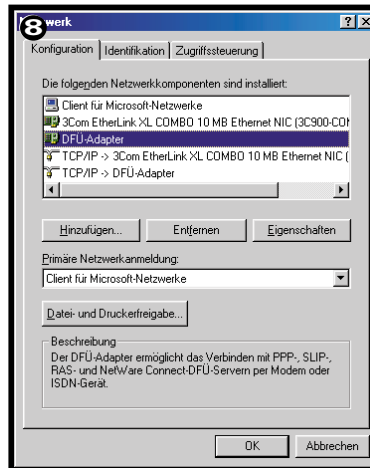 8
werk
Konfiguration Identifikation Zugriffssteuerung
Die folgenden Netzwerkkomponenten sind installiert:
Client für Microsoft-Netzwerke
3Com EtherLink XL COMBO 10 MB Ethernet NIC (3C900-COM
DFÜ-Adapter
TCP/IP -> 3Com EtherLink XL COMBO 10 MB Ethernet NIC (
TCP/IP -> DFÜ-Adapter
Hinzufügen... Entfernen Eigenschaften
Primäre Netzwerkanmeldung:
Client für Microsoft-Netzwerke
Datei- und Druckerfreigabe...
Beschreibung
Der DFÜ-Adapter ermöglicht das Verbinden mit PPP-, SLIP-,
RAS- und NetWare Connect-DFÜ-Servern per Modem oder
ISDN-Gerät.
OK Abbrechen